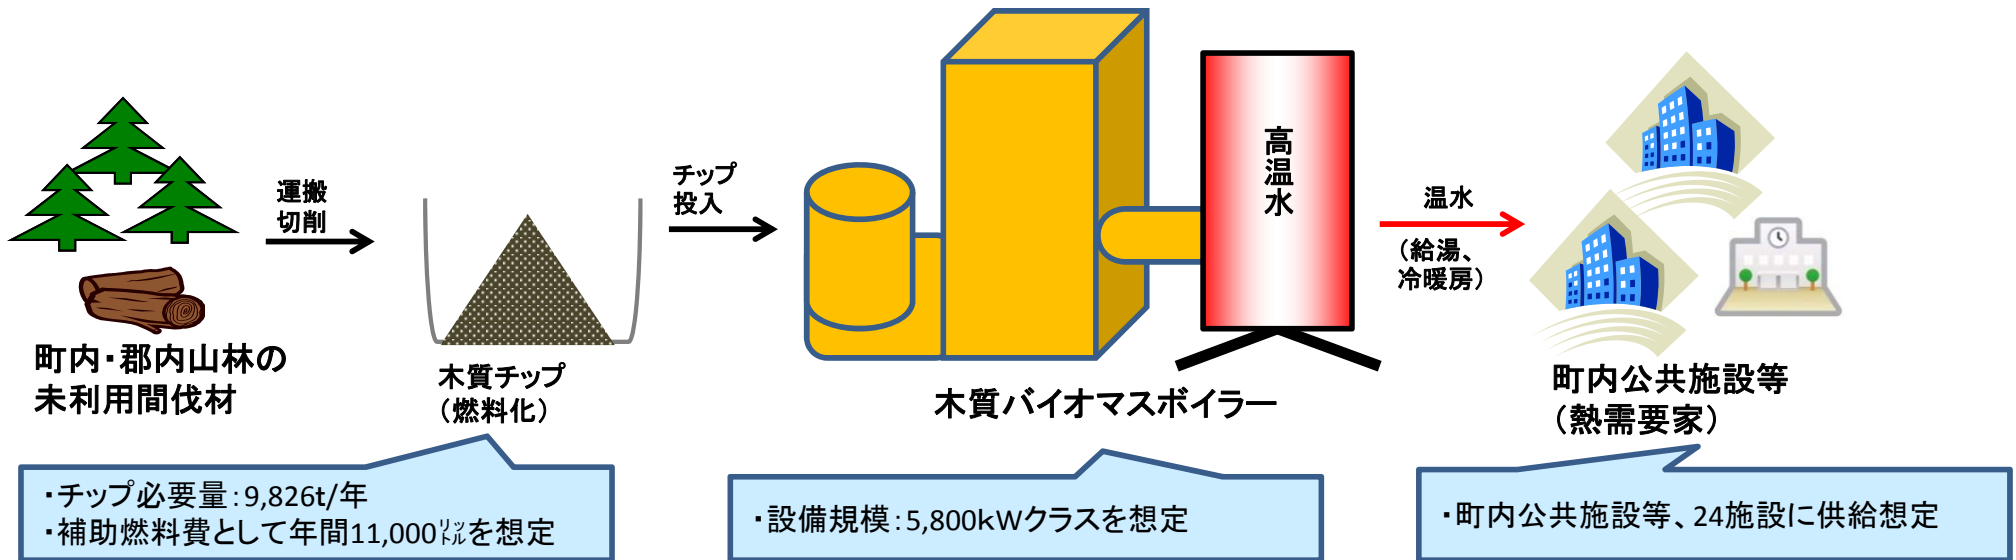 町内・郡内山林の
未利用間伐材
運搬
切削
木質チップ
（燃料化）
チップ
投入
高温水
木質バイオマスボイラー
温水
（給湯、
冷暖房）
町内公共施設等
（熱需要家）
・チップ必要量：9,826t/年
・補助燃料費として年間11,000㍑を想定
・設備規模：5,800kWクラスを想定
・町内公共施設等、24施設に供給想定